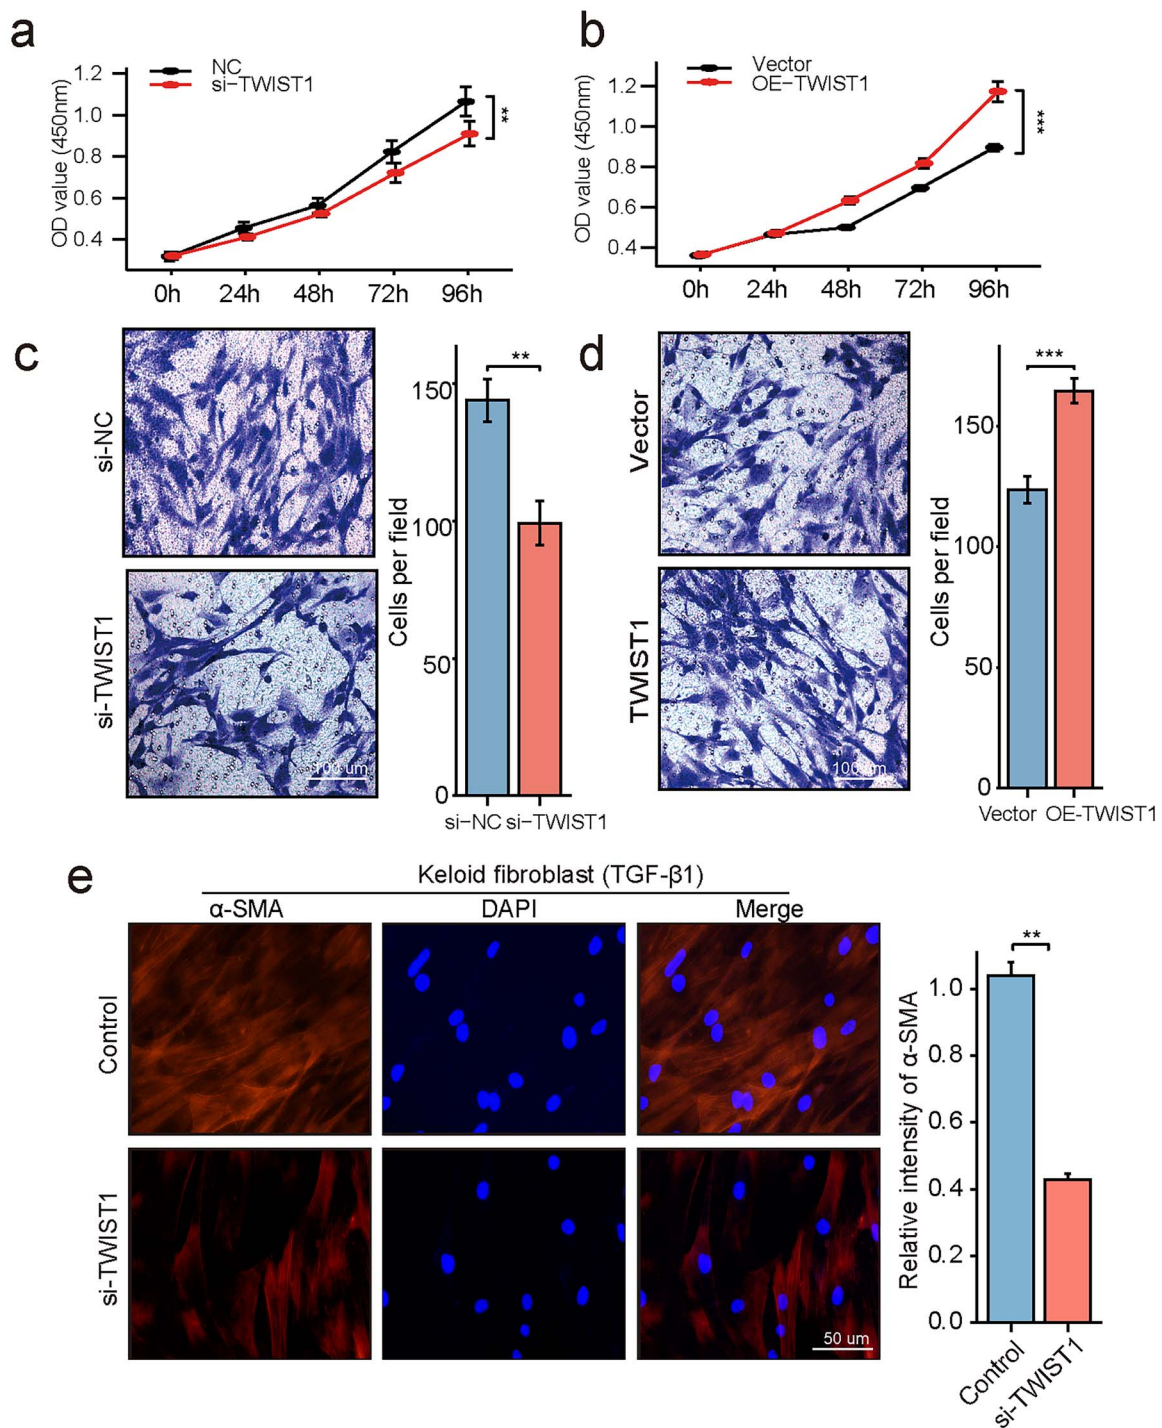 a
NC
si-TWIST1
OD value (450nm)
1.2
1.0
0.8
0.6
0.4
**
0h 24h 48h 72h 96h
b
Vector
OE-TWIST1
OD value (450nm)
1.2
1.0
0.8
0.6
0.4
***
0h 24h 48h 72h 96h
c
si-NC
si-TWIST1
100 um
Cells per field
150
100
50
0
**
si-NC si-TWIST1
d
Vector
TWIST1
100um
Cells per field
150
100
50
0
***
Vector OE-TWIST1
e
Keloid fibroblast (TGF-β1)
α-SMA DAPI Merge
Control
si-TWIST1
50 um
Relative intensity of α-SMA
1.0
0.8
0.6
0.4
0.2
0.0
**
Control
si-TWIST1